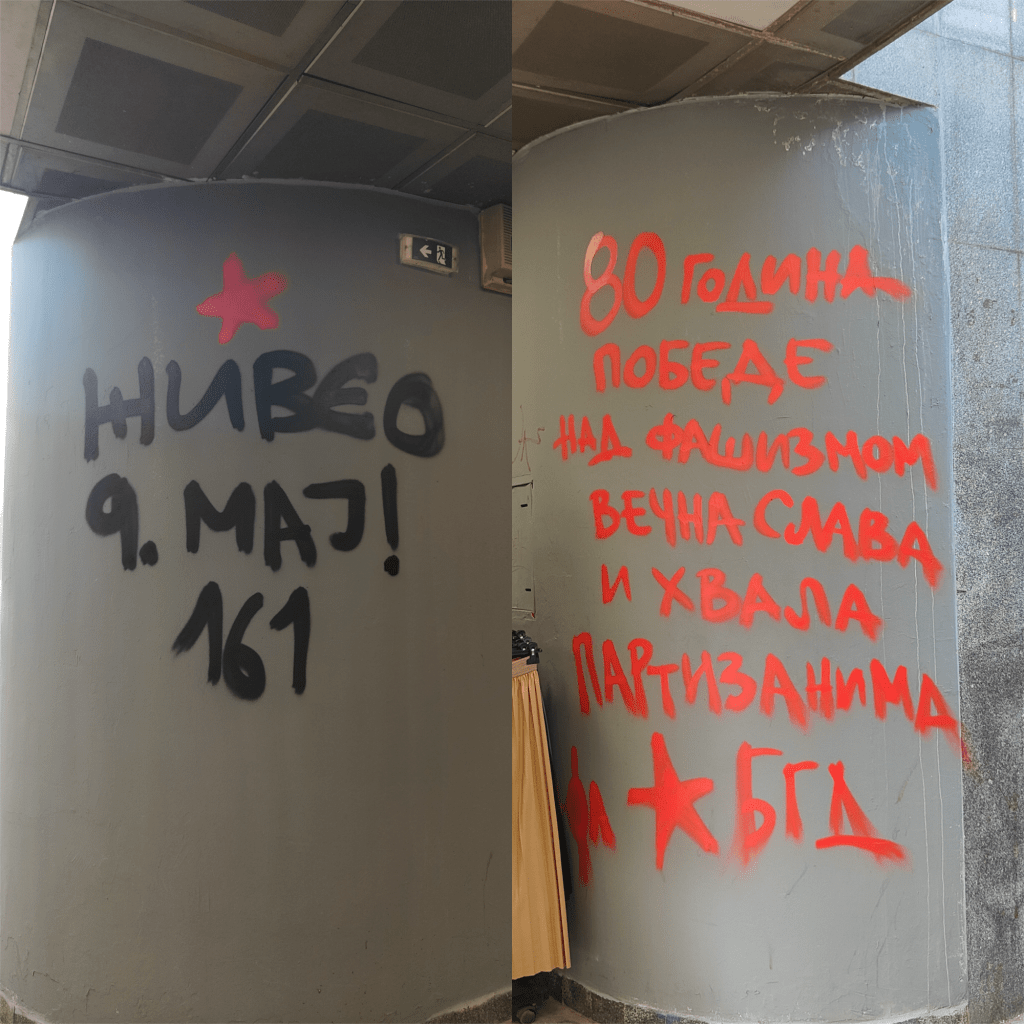 ЖИВЕО
9. МАЈ!
161
80 ГОДИНА
ПОБЕДЕ
НАД ФАШИЗМОМ
ВЕЧНА СЛАВА
И ХВАЛА
ПАРТИЗАНИМА
ФА БГД